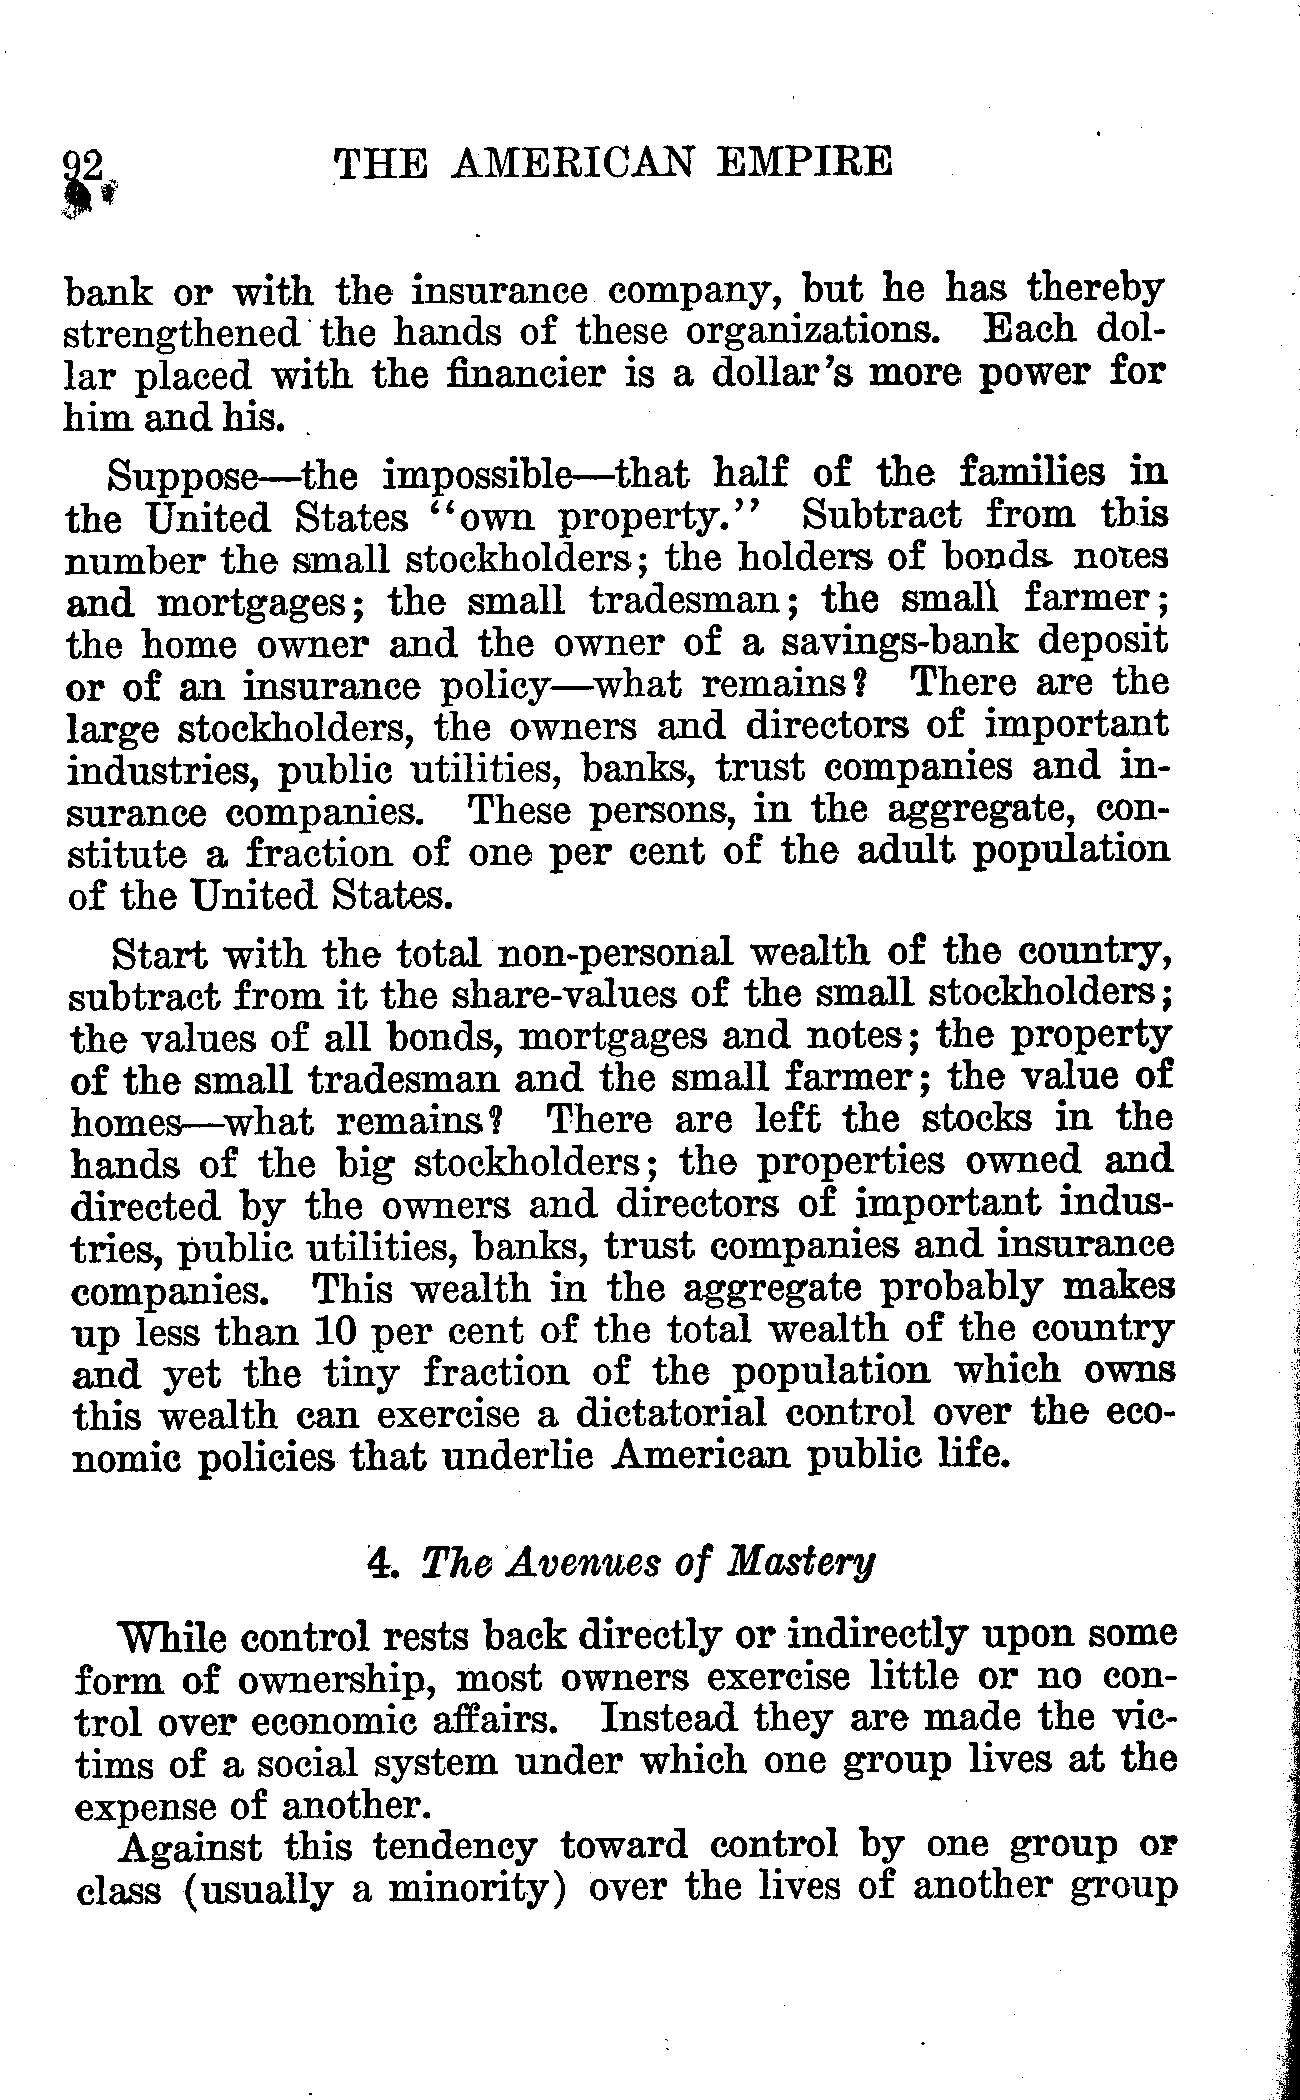 92 THE AMERICAN EMPIRE
bank or with the insurance company, but he has thereby
strengthened the hands of these organizations. Each dol-
lar placed with the financier is a dollar's more power for
him and his.
Suppose—the impossible—that half of the families in
the United States "own property." Subtract from this
number the small stockholders; the holders of bonds notes
and mortgages; the small tradesman; the small farmer;
the home owner and the owner of a savings-bank deposit
or of an insurance policy—what remains? There are the
large stockholders, the owners and directors of important
industries, public utilities, banks, trust companies and in-
surance companies. These persons, in the aggregate, con-
stitute a fraction of one per cent of the adult population
of the United States.
Start with the total non-personal wealth of the country,
subtract from it the share-values of the small stockholders;
the values of all bonds, mortgages and notes; the property
of the small tradesman and the small farmer; the value of
homes—what remains? There are left the stocks in the
hands of the big stockholders; the properties owned and
directed by the owners and directors of important indus-
tries, public utilities, banks, trust companies and insurance
companies. This wealth in the aggregate probably makes
up less than 10 per cent of the total wealth of the country
and yet the tiny fraction of the population which owns
this wealth can exercise a dictatorial control over the eco-
nomic policies that underlie American public life.
4. The Avenues of Mastery
While control rests back directly or indirectly upon some
form of ownership, most owners exercise little or no con-
trol over economic affairs. Instead they are made the vic-
tims of a social system under which one group lives at the
expense of another.
Against this tendency toward control by one group or
class (usually a minority) over the lives of another group